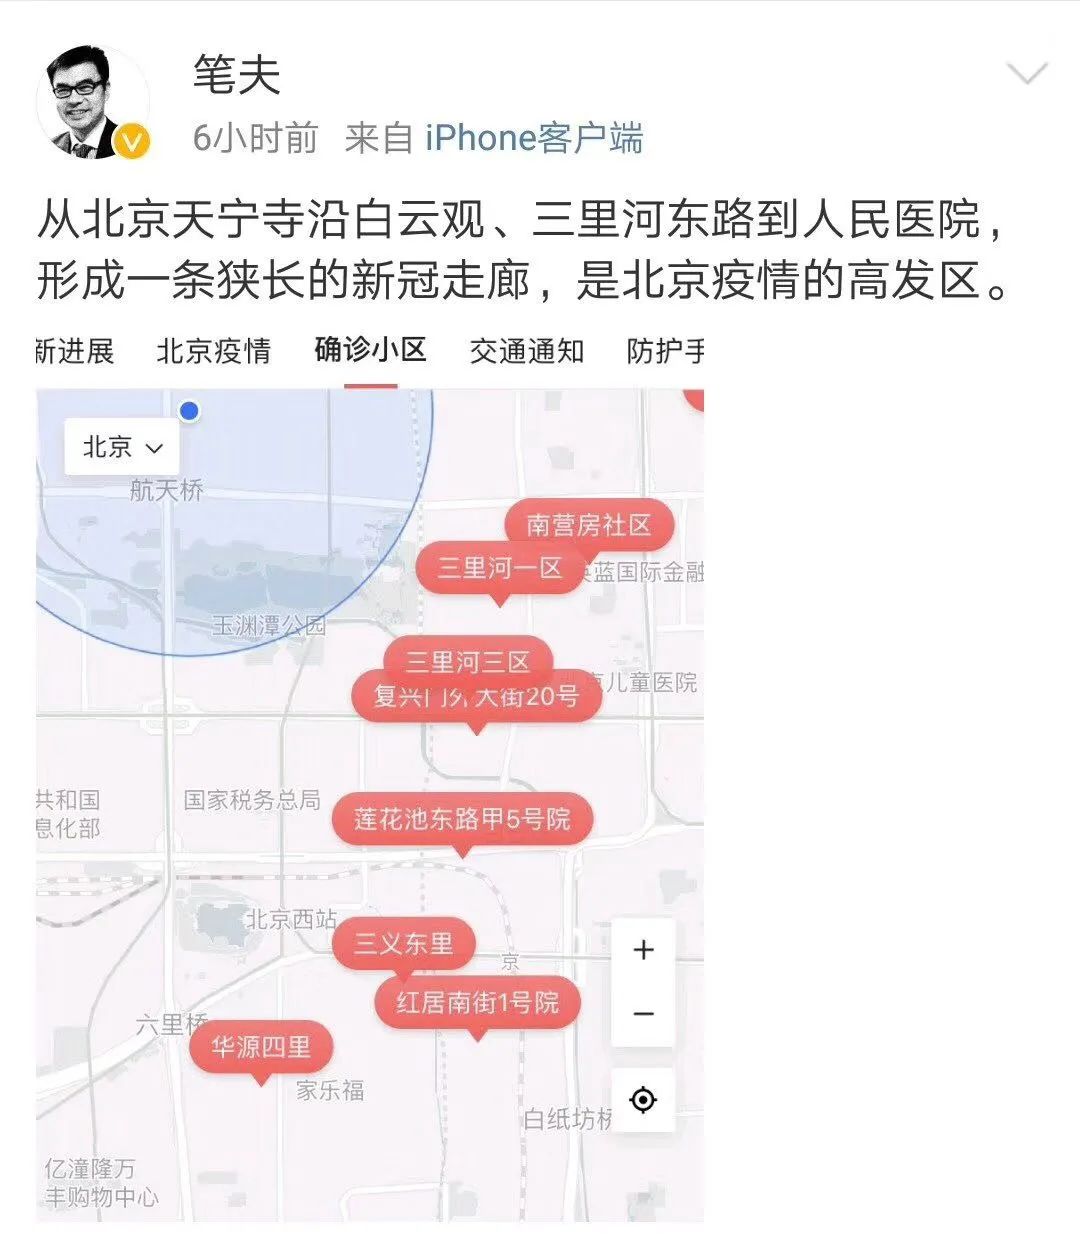 笔夫
6小时前 来自 iPhone客户端
从北京天宁寺沿白云观、三里河东路到人民医院，
形成一条狭长的新冠走廊，是北京疫情的高发区。
新进展 北京疫情 确诊小区 交通通知 防护手
北京
航天桥
南营房社区
三里河一区
英蓝国际金融
玉渊潭公园
三里河三区
京儿童医院
复兴门外大街20号
共和国
息化部
国家税务总局
莲花池东路甲5号院
北京西站
三义东里
京
红居南街1号院
六里桥
华源四里
家乐福
白纸坊桥
亿潼隆万
丰购物中心